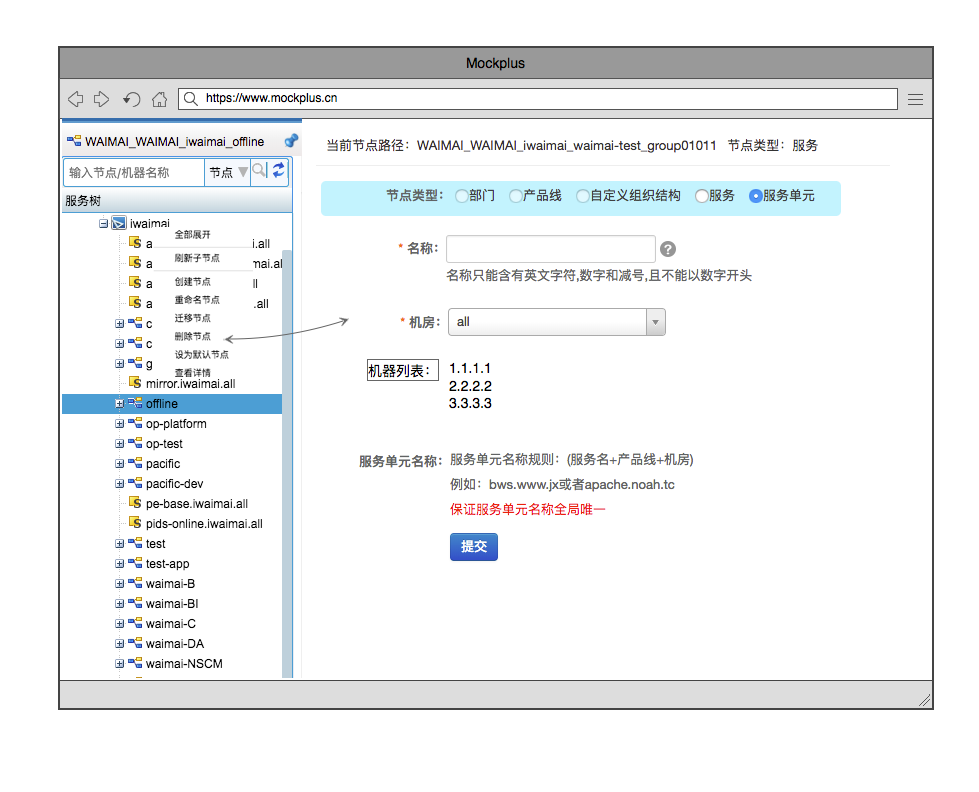 Mockplus
https://www.mockplus.cn
WAIMAI_WAIMAI_iwaimai_offline
输入节点/机器名称 节点
服务树
iwaimai
全部展开
a i.all
刷新子节点
a mai.al
创建节点
a ll
重命名节点
a .all
迁移节点
c
删除节点
c
设为默认节点
g
查看详情
mirror.iwaimai.all
offline
op-platform
op-test
pacific
pacific-dev
pe-base.iwaimai.all
pids-online.iwaimai.all
test
test-app
waimai-B
waimai-BI
waimai-C
waimai-DA
waimai-NSCM
当前节点路径：WAIMAI_WAIMAI_iwaimai_waimai-test_group01011 节点类型：服务
节点类型： 部门 产品线 自定义组织结构 服务 服务单元
* 名称： ?
名称只能含有英文字符,数字和减号,且不能以数字开头
* 机房： all
机器列表： 1.1.1.1
2.2.2.2
3.3.3.3
服务单元名称： 服务单元名称规则：(服务名+产品线+机房)
例如：bws.www.jx或者apache.noah.tc
保证服务单元名称全局唯一
提交